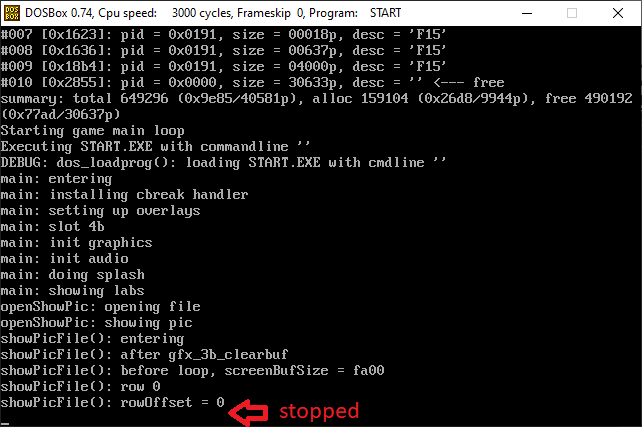 DOSBox 0.74, Cpu speed: 3000 cycles, Frameskip 0, Program: START
#007 [0x1623]: pid = 0x0191, size = 00018p, desc = 'F15'
#008 [0x1636]: pid = 0x0191, size = 00637p, desc = 'F15'
#009 [0x18b4]: pid = 0x0191, size = 04000p, desc = 'F15'
#010 [0x2855]: pid = 0x0000, size = 30633p, desc = '' <--- free
summary: total 649296 (0x9e85/40581p), alloc 159104 (0x26d8/9944p), free 490192
(0x77ad/30637p)
Starting game main loop
Executing START.EXE with commandline ''
DEBUG: dos_loadprog(): loading START.EXE with cmdline ''
main: entering
main: installing cbreak handler
main: setting up overlays
main: slot 4b
main: init graphics
main: init audio
main: doing splash
main: showing labs
openShowPic: opening file
openShowPic: showing pic
showPicFile(): entering
showPicFile(): after gfx_3b_clearbuf
showPicFile(): before loop, screenBufSize = fa00
showPicFile(): row 0
showPicFile(): rowOffset = 0
stopped
_